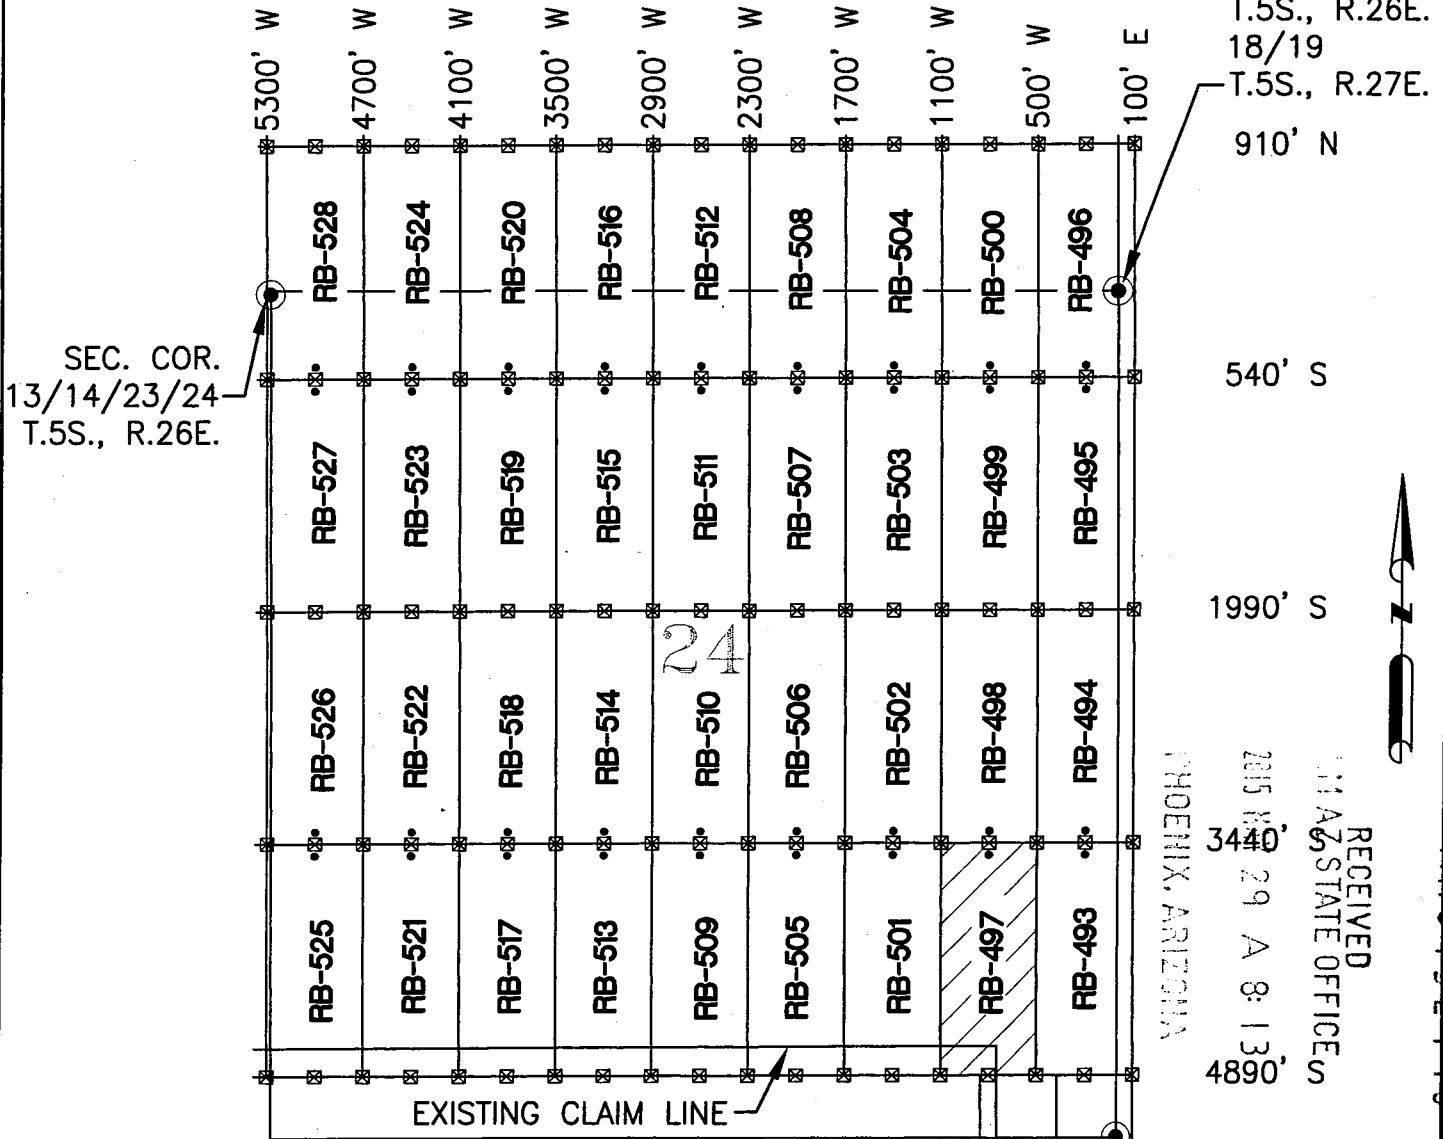 5300' W
4700' W
4100' W
3500' W
2900' W
2300' W
1700' W
1100' W
500' W
100' E
T.5S., R.26E.
18/19
T.5S., R.27E.
910' N
RB-528
RB-524
RB-520
RB-516
RB-512
RB-508
RB-504
RB-500
RB-496
SEC. COR.
13/14/23/24
T.5S., R.26E.
540' S
RB-527
RB-523
RB-519
RB-515
RB-511
RB-507
RB-503
RB-499
RB-495
1990' S
24
RB-526
RB-522
RB-518
RB-514
RB-510
RB-506
RB-502
RB-498
RB-494
Z
3440' S
RB-525
RB-521
RB-517
RB-513
RB-509
RB-505
RB-501
RB-497
RB-493
4890' S
EXISTING CLAIM LINE
RECEIVED
AZ STATE OFFICE
2015 29 A 8: 13
PHOENIX, ARIZONA